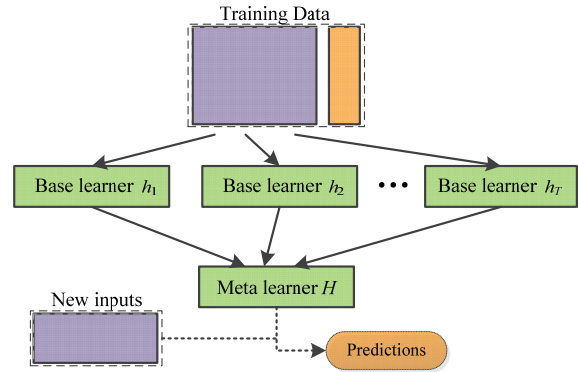 Training Data
Base learner h1
Base learner h2
Base learner hT
Meta learner H
New inputs
Predictions